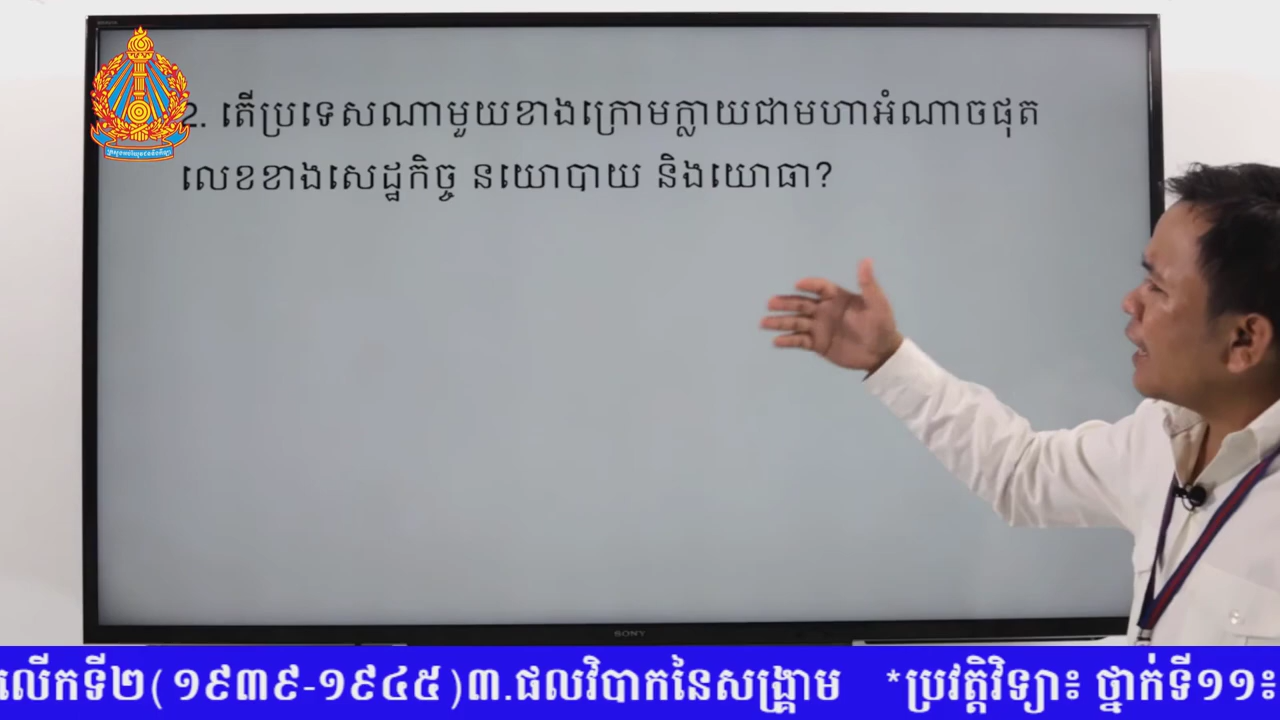 2. តើប្រទេសណាមួយខាងក្រោមក្លាយជាមហាអំណាចផុត
លេខខាងសេដ្ឋកិច្ច នយោបាយ និងយោធា?
SONY
លើកទី២(១៩៣៩-១៩៤៥)៣.ផលវិបាកនៃសង្គ្រាម *ប្រវត្តិវិទ្យា៖ ថ្នាក់ទី១១៖